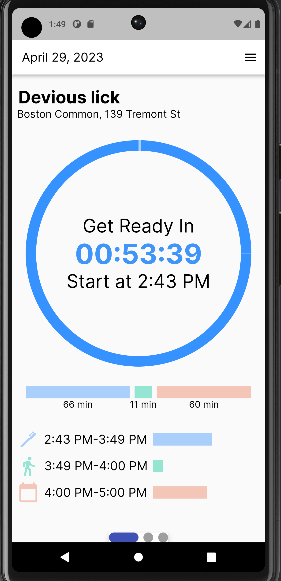 1:49
April 29, 2023
Devious lick
Boston Common, 139 Tremont St
Get Ready In
00:53:39
Start at 2:43 PM
66 min 11 min 60 min
2:43 PM-3:49 PM
3:49 PM-4:00 PM
4:00 PM-5:00 PM